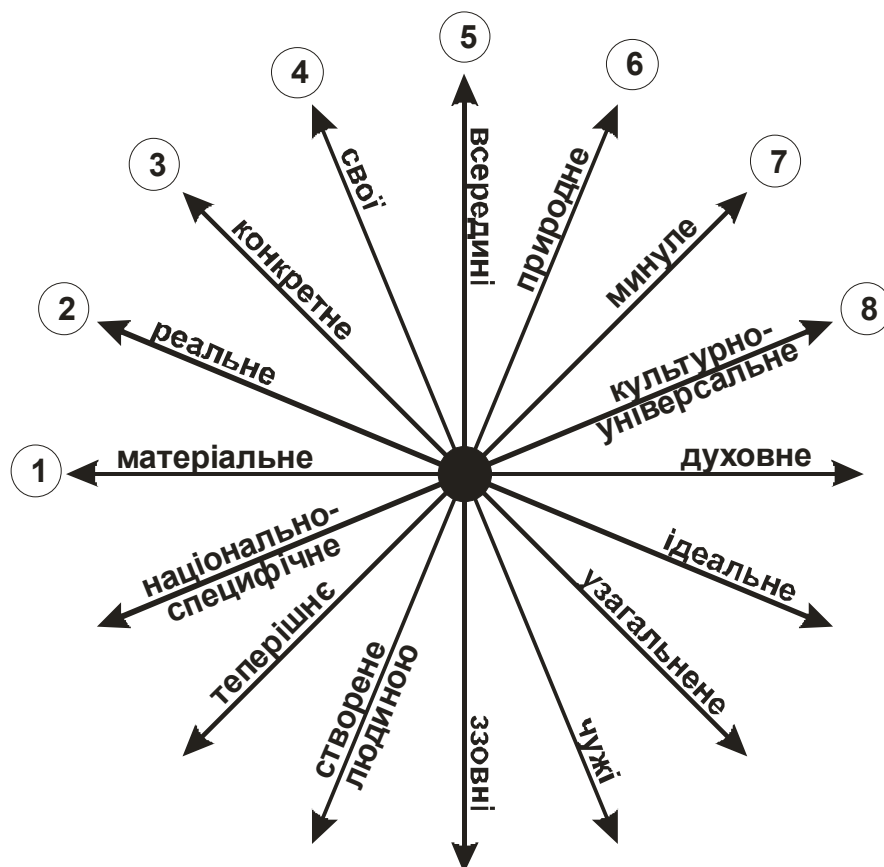 5
4
6
3
7
2
8
1
всередині
свої
природне
конкретне
минуле
реальне
культурно-
універсальне
матеріальне
духовне
національно-
специфічне
ідеальне
теперішнє
узагальнене
створене
людиною
ззовні
чужі